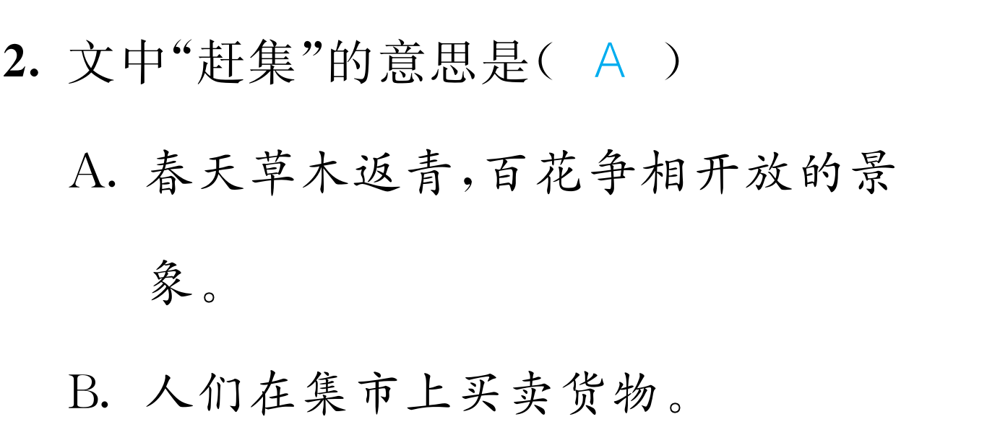 2. 文中“赶集”的意思是( A )
A. 春天草木返青,百花争相开放的景
象。
B. 人们在集市上买卖货物。